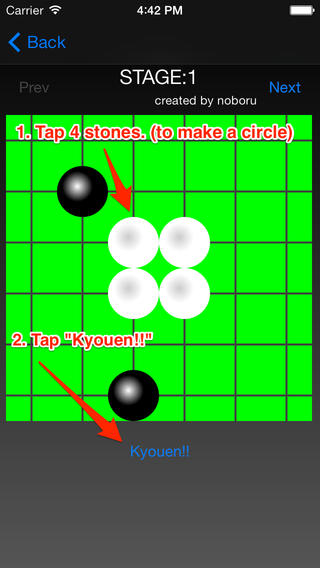 Carrier 4:42 PM
Back
STAGE:1
Prev Next
created by noboru
1. Tap 4 stones. (to make a circle)
2. Tap "Kyouen!!"
Kyouen!!